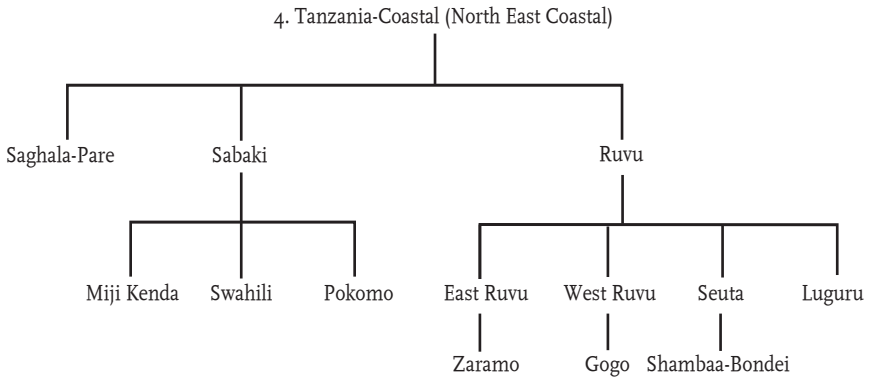 4. Tanzania-Coastal (North East Coastal)
Saghala-Pare Sabaki Ruvu
Miji Kenda Swahili Pokomo East Ruvu West Ruvu Seuta Luguru
Zaramo Gogo Shambaa-Bondei